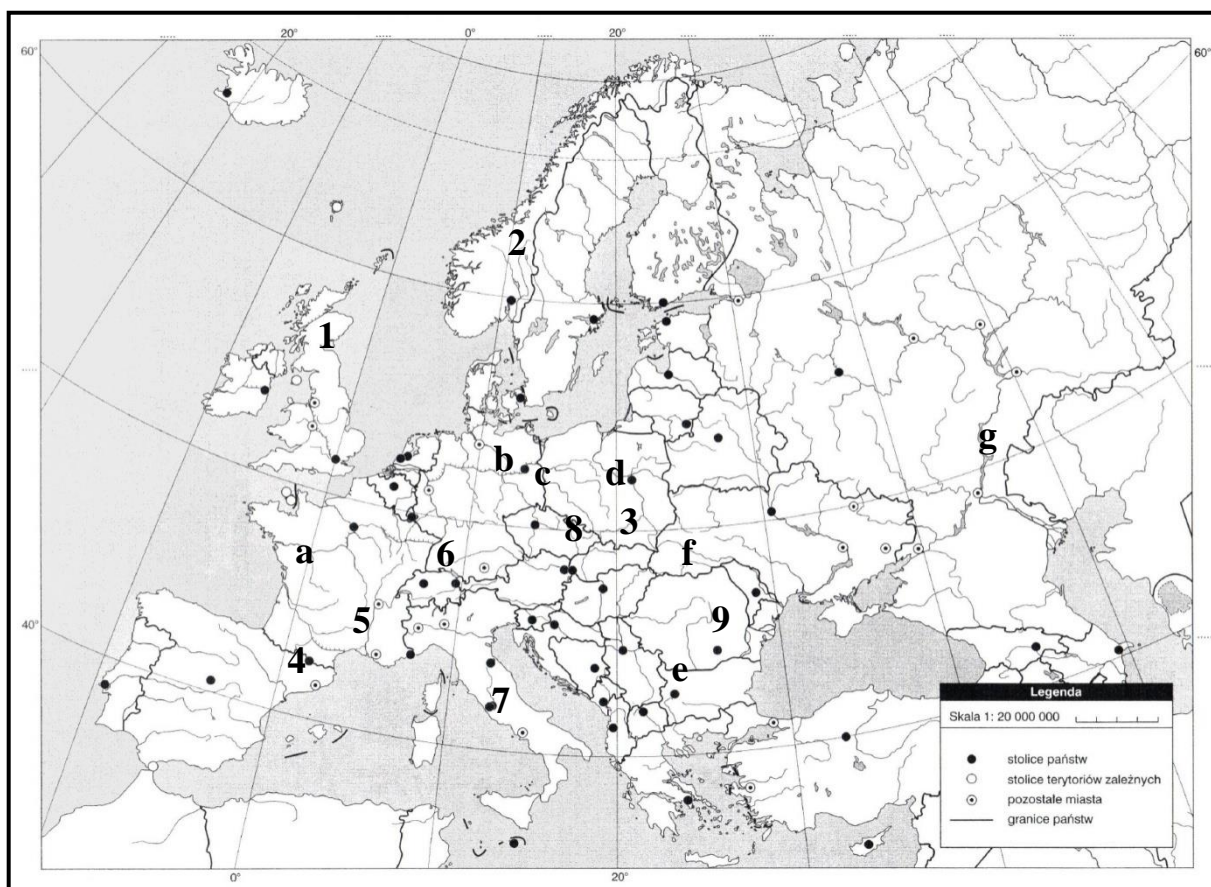 20° ..... 0° ..... 20° ..... ..... .....
60° 60°
2
1
g
b
c
d
8 3
a 6 f
5 9
40°
4 e
7
Legenda
Skala 1: 20 000 000
stolice państw
stolice terytoriów zależnych
pozostałe miasta
granice państw
0° 20°